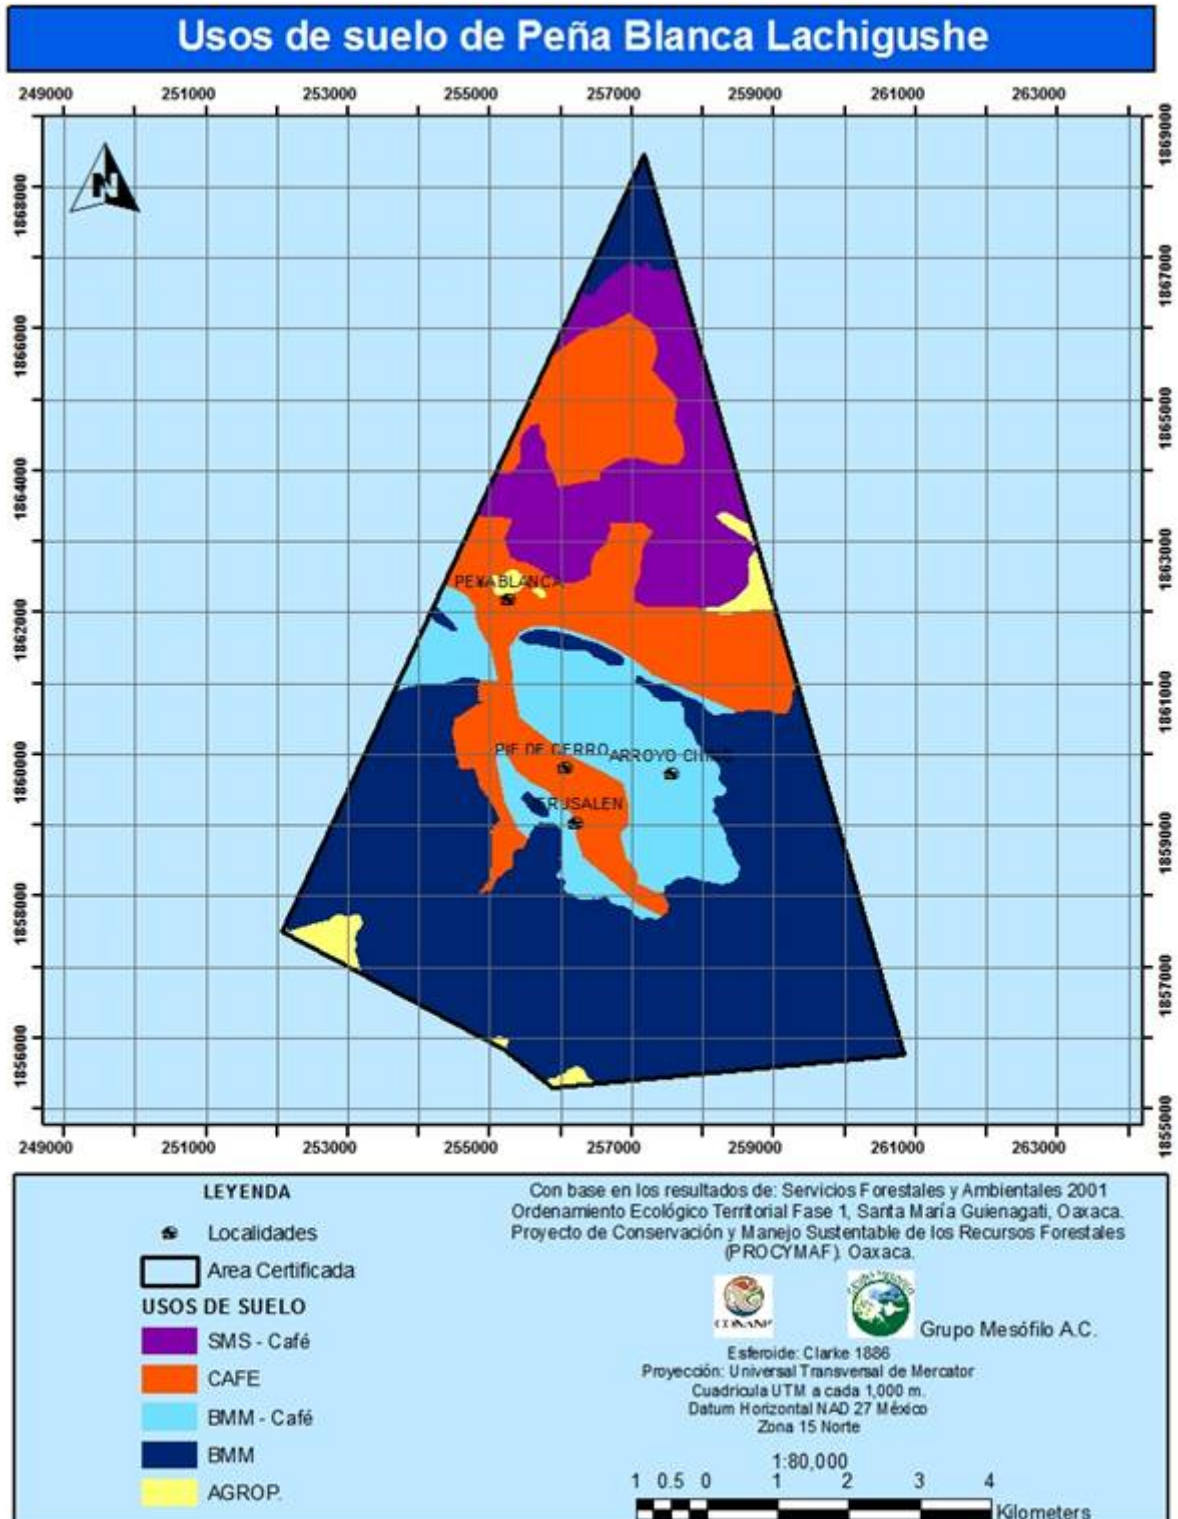 Usos de suelo de Peña Blanca Lachigushe
249000 251000 253000 255000 257000 259000 261000 263000
1869000
1868000
1867000
1866000
1865000
1864000
1863000
1862000
1861000
1860000
1859000
1858000
1857000
1856000
1855000
N
BLANCA
PIE DE CERRO
ARROYO
249000 251000 253000 255000 257000 259000 261000 263000
LEYENDA
Localidades
Area Certificada
USOS DE SUELO
SMS - Café
CAFE
BMM - Café
BMM
AGROP.
Con base en los resultados de: Servicios Forestales y Ambientales 2001
Ordenamiento Ecológico Territorial Fase 1, Santa María Guienagati, Oaxaca.
Proyecto de Conservación y Manejo Sustentable de los Recursos Forestales
(PROCYMAF). Oaxaca.
CONANP
Grupo Mesófilo A.C.
Esferoide: Clarke 1886
Proyección: Universal Transversal de Mercator
Cuadricula UTM a cada 1,000 m.
Datum Horizontal NAD 27 México
Zona 15 Norte
1:80,000
1 0.5 0 1 2 3 4
Kilometers